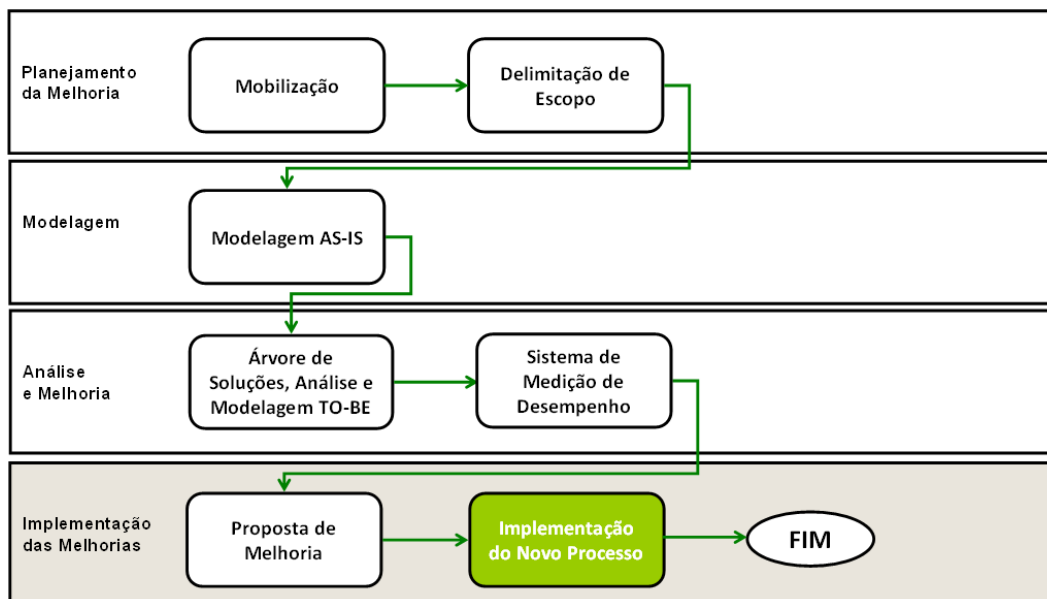 Planejamento
da Melhoria
Mobilização
Delimitação de
Escopo
Modelagem
Modelagem AS-IS
Análise
e Melhoria
Árvore de
Soluções, Análise e
Modelagem TO-BE
Sistema de
Medição de
Desempenho
Implementação
das Melhorias
Proposta de
Melhoria
Implementação
do Novo Processo
FIM